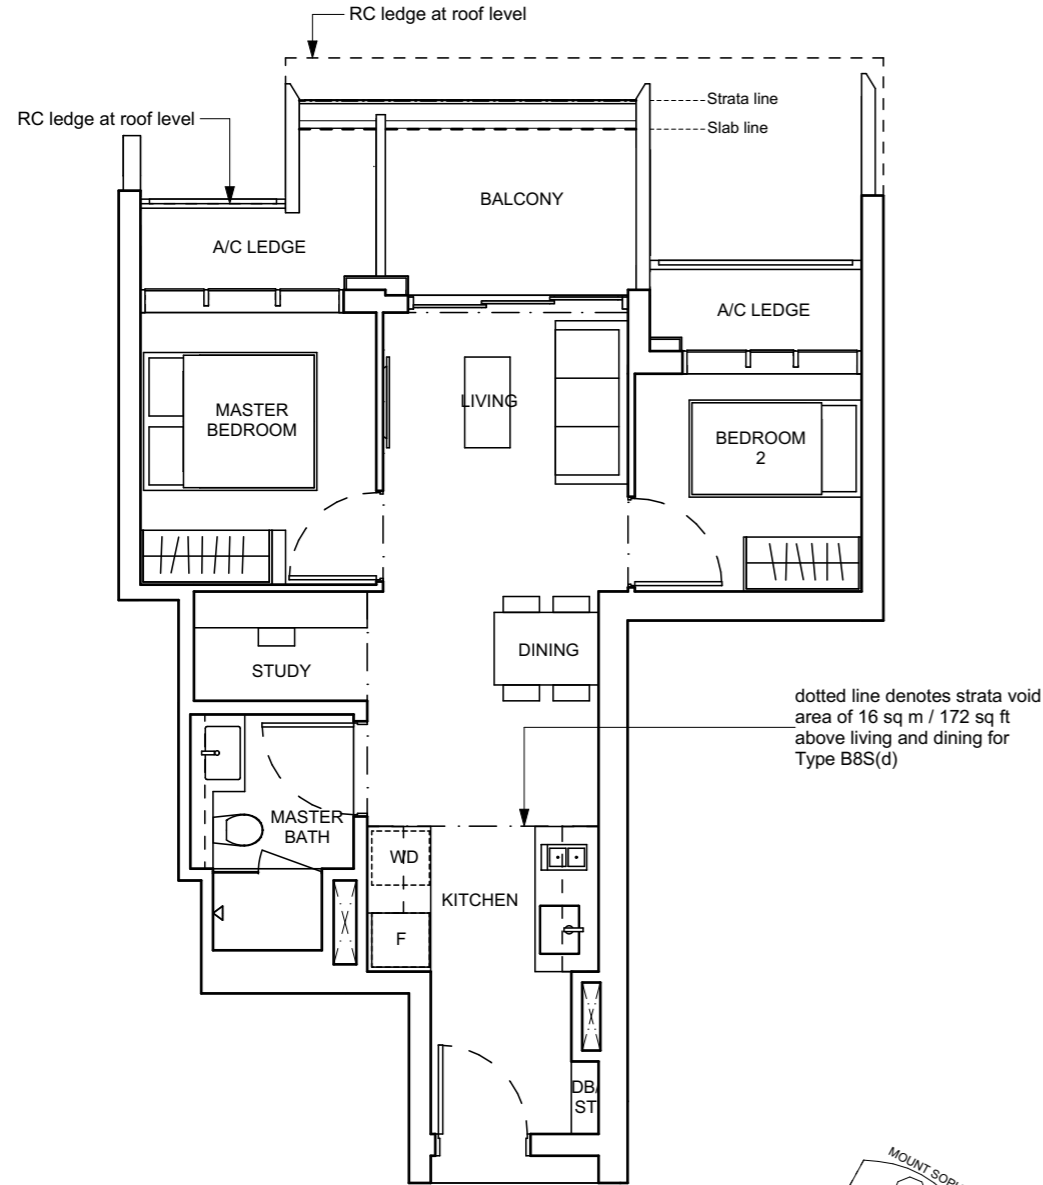 RC ledge at roof level
Strata line
RC ledge at roof level
Slab line
BALCONY
A/C LEDGE
A/C LEDGE
LIVING
MASTER
BEDROOM
BEDROOM
2
DINING
STUDY
dotted line denotes strata void
area of 16 sq m / 172 sq ft
above living and dining for
Type B8S(d)
MASTER
BATH
WD
KITCHEN
F
DB/
ST
MOUNT